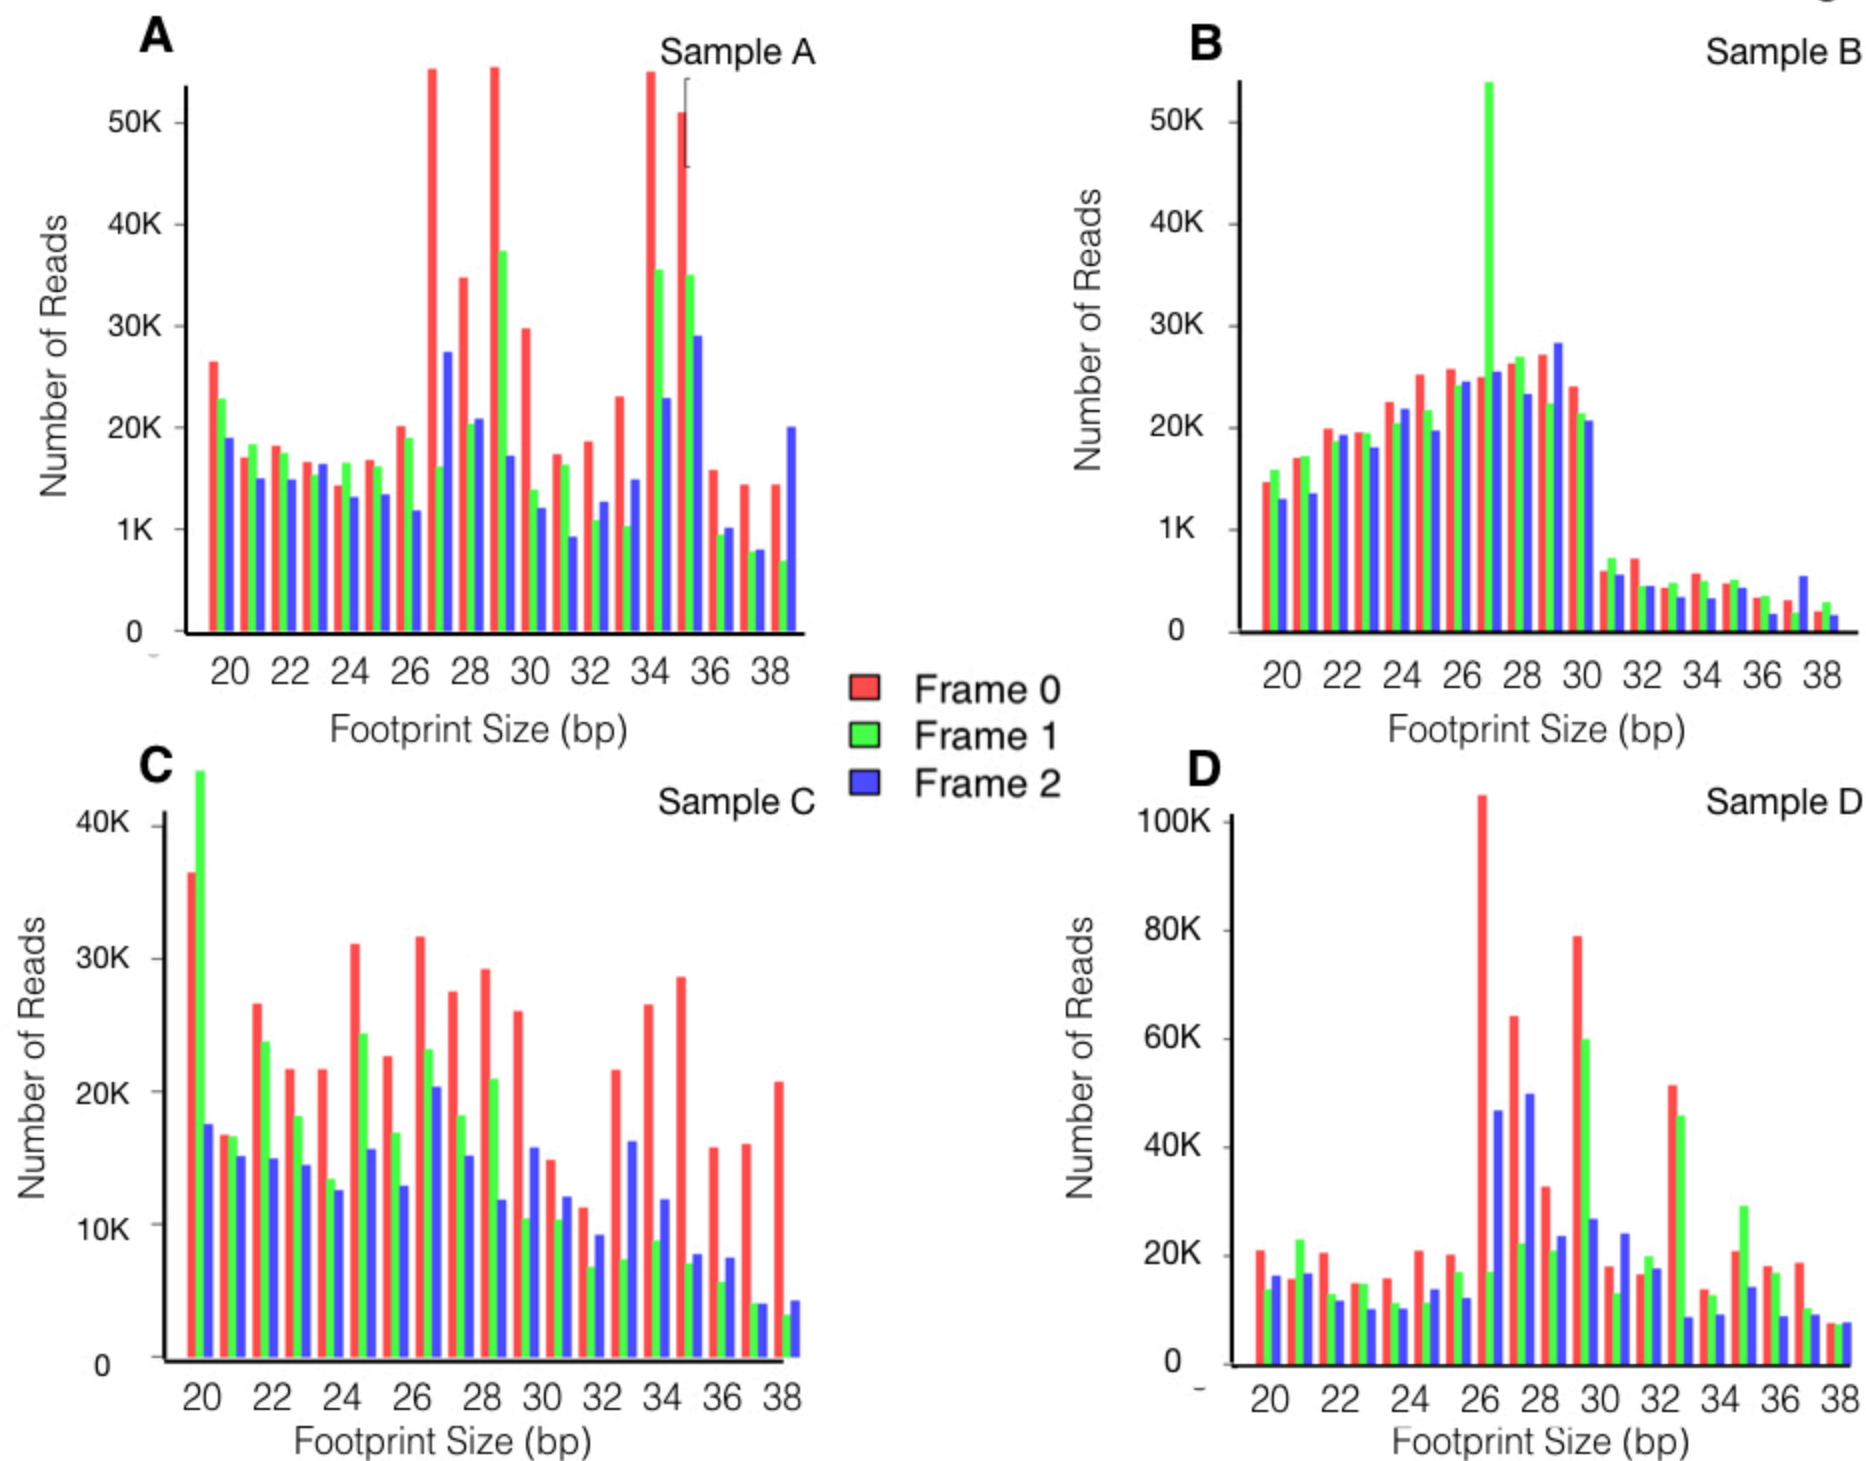 A
Sample A
50K
40K
30K
20K
1K
0
Number of Reads
20 22 24 26 28 30 32 34 36 38
Footprint Size (bp)
B
Sample B
50K
40K
30K
20K
1K
0
Number of Reads
20 22 24 26 28 30 32 34 36 38
Footprint Size (bp)
Frame 0
Frame 1
Frame 2
C
Sample C
40K
30K
20K
10K
0
Number of Reads
20 22 24 26 28 30 32 34 36 38
Footprint Size (bp)
D
Sample D
100K
80K
60K
40K
20K
0
Number of Reads
20 22 24 26 28 30 32 34 36 38
Footprint Size (bp)